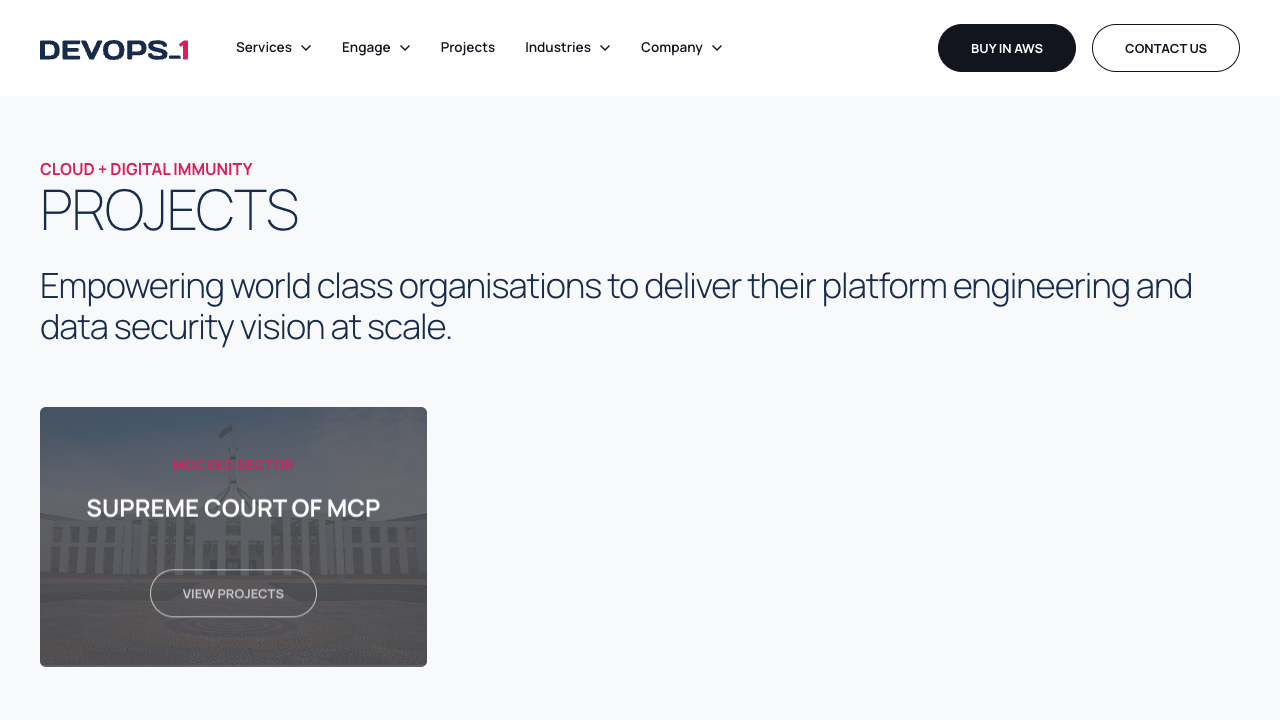 DEVOPS_1
Services
Engage
Projects
Industries
Company
BUY IN AWS
CONTACT US
CLOUD + DIGITAL IMMUNITY
PROJECTS
Empowering world class organisations to deliver their platform engineering and
data security vision at scale.
MOCKED SECTOR
SUPREME COURT OF MCP
VIEW PROJECTS